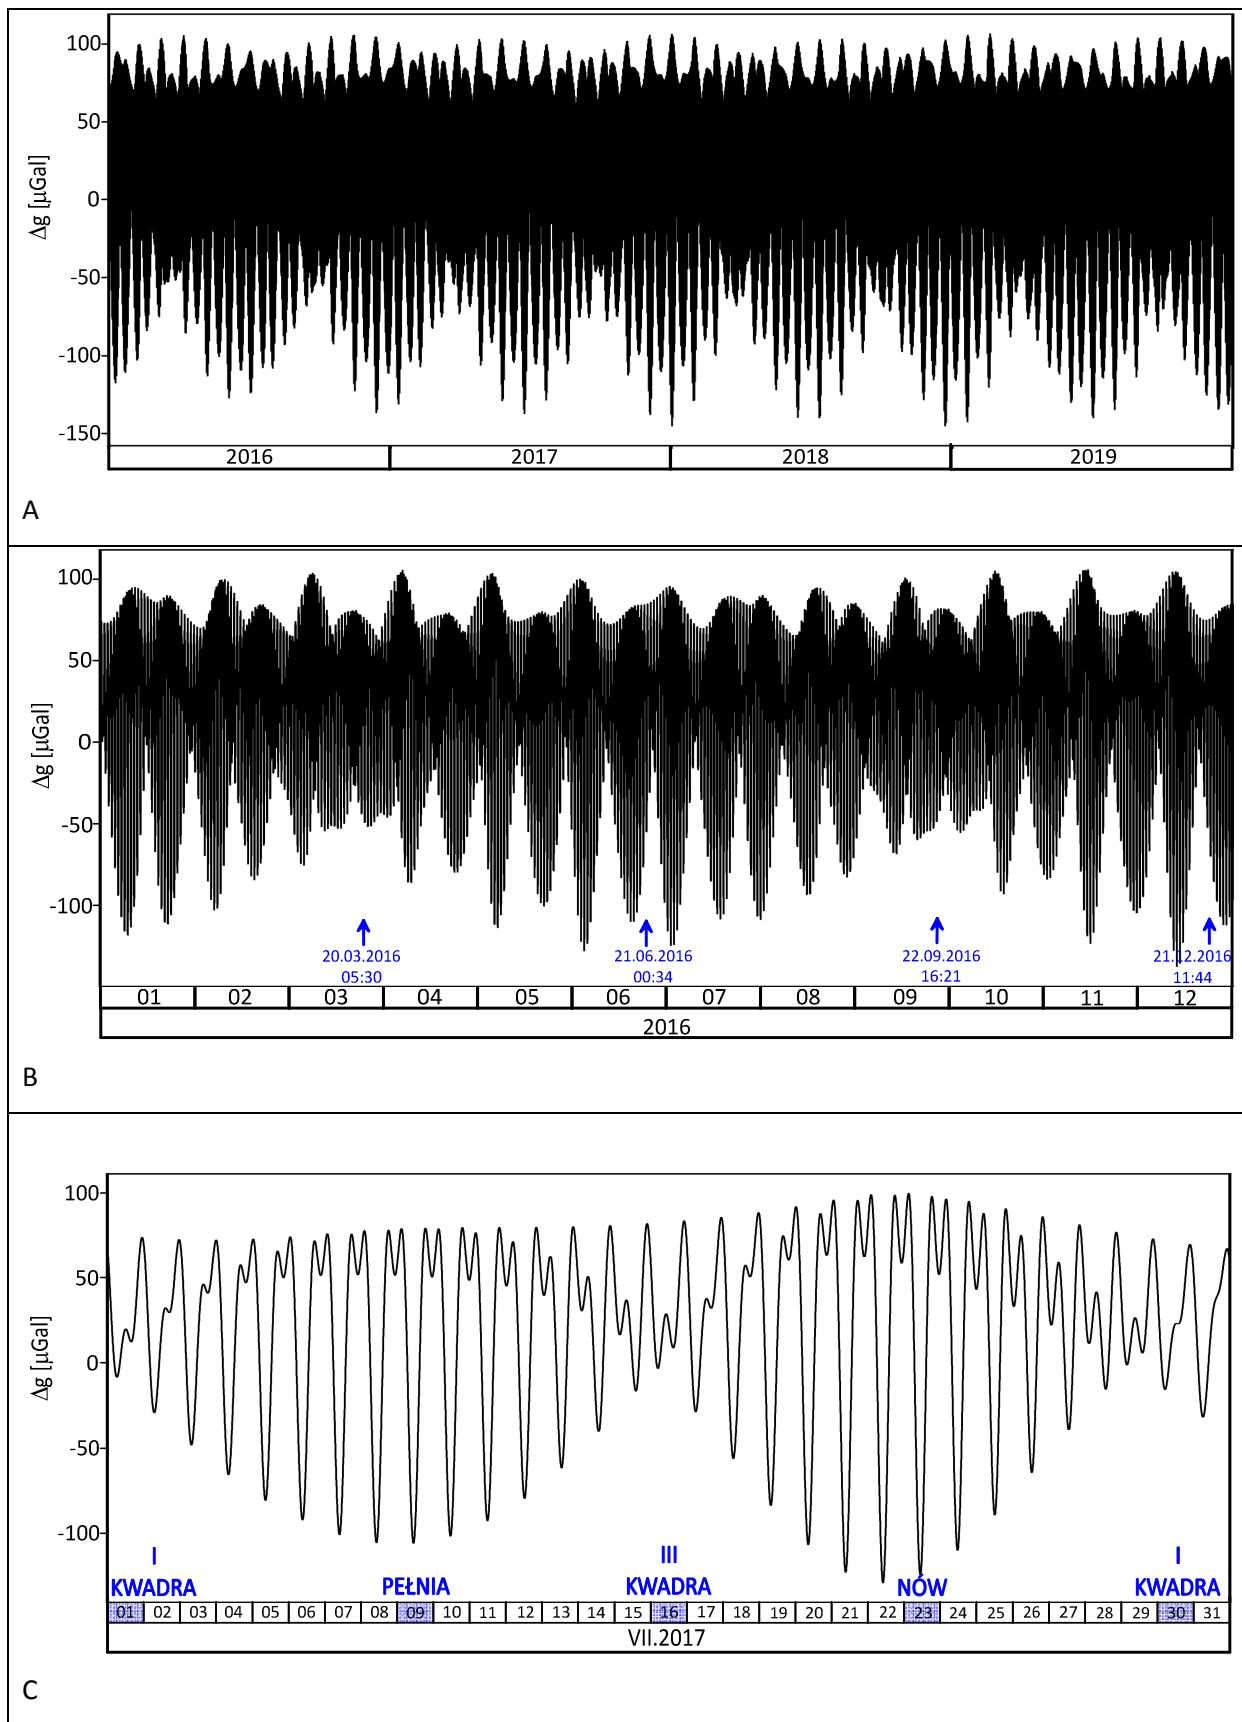 100
50
0
-50
-100
-150
Δg [μGal]
2016 2017 2018 2019
A
100
50
0
-50
-100
Δg [μGal]
20.03.2016 21.06.2016 22.09.2016 21.12.2016
05:30 00:34 16:21 11:44
01 02 03 04 05 06 07 08 09 10 11 12
2016
B
100
50
0
-50
-100
Δg [μGal]
I III I
KWADRA PEŁNIA KWADRA NÓW KWADRA
01 02 03 04 05 06 07 08 09 10 11 12 13 14 15 16 17 18 19 20 21 22 23 24 25 26 27 28 29 30 31
VII.2017
C